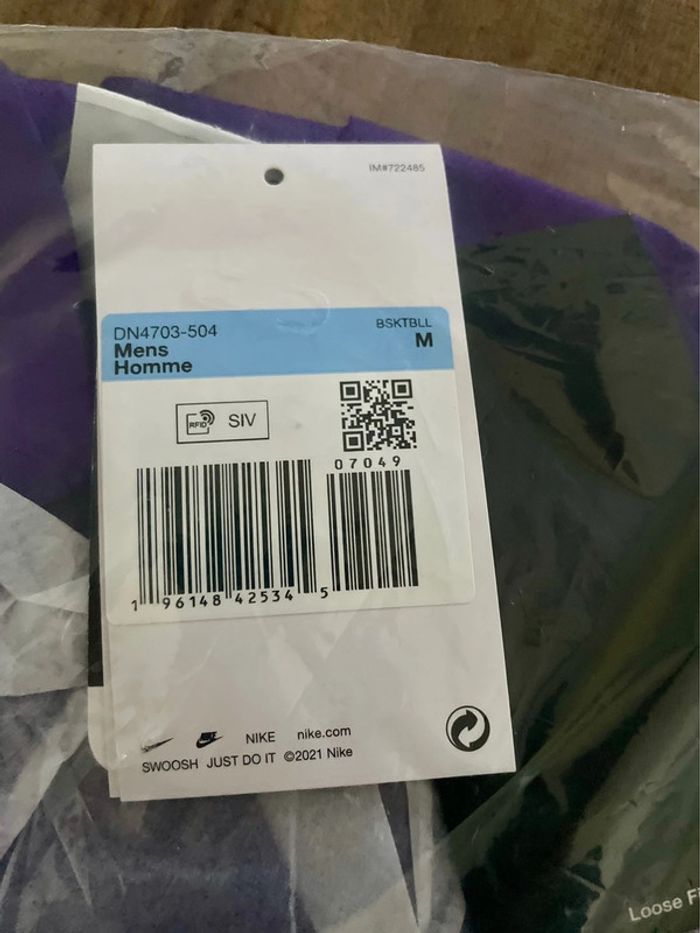 IM#722485
DN4703-504
Mens
Homme
BSKTBLL
M
RFID SIV
07049
1 96148 42534 5
NIKE nike.com
SWOOSH JUST DO IT ©2021 Nike
Loose